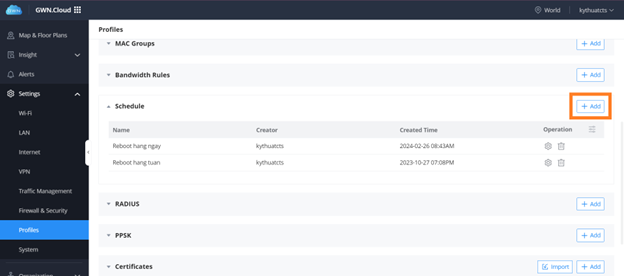 GWN GWN.Cloud World kythuatcts
Map & Floor Plans
Insight
Alerts
Settings
Wi-Fi
LAN
Internet
VPN
Traffic Management
Firewall & Security
Profiles
System
Profiles
MAC Groups + Add
Bandwidth Rules + Add
Schedule + Add
Name Creator Created Time Operation
Reboot hang ngay kythuatcts 2024-02-26 08:43AM
Reboot hang tuan kythuatcts 2023-10-27 07:08PM
RADIUS + Add
PPSK + Add
Certificates Import + Add